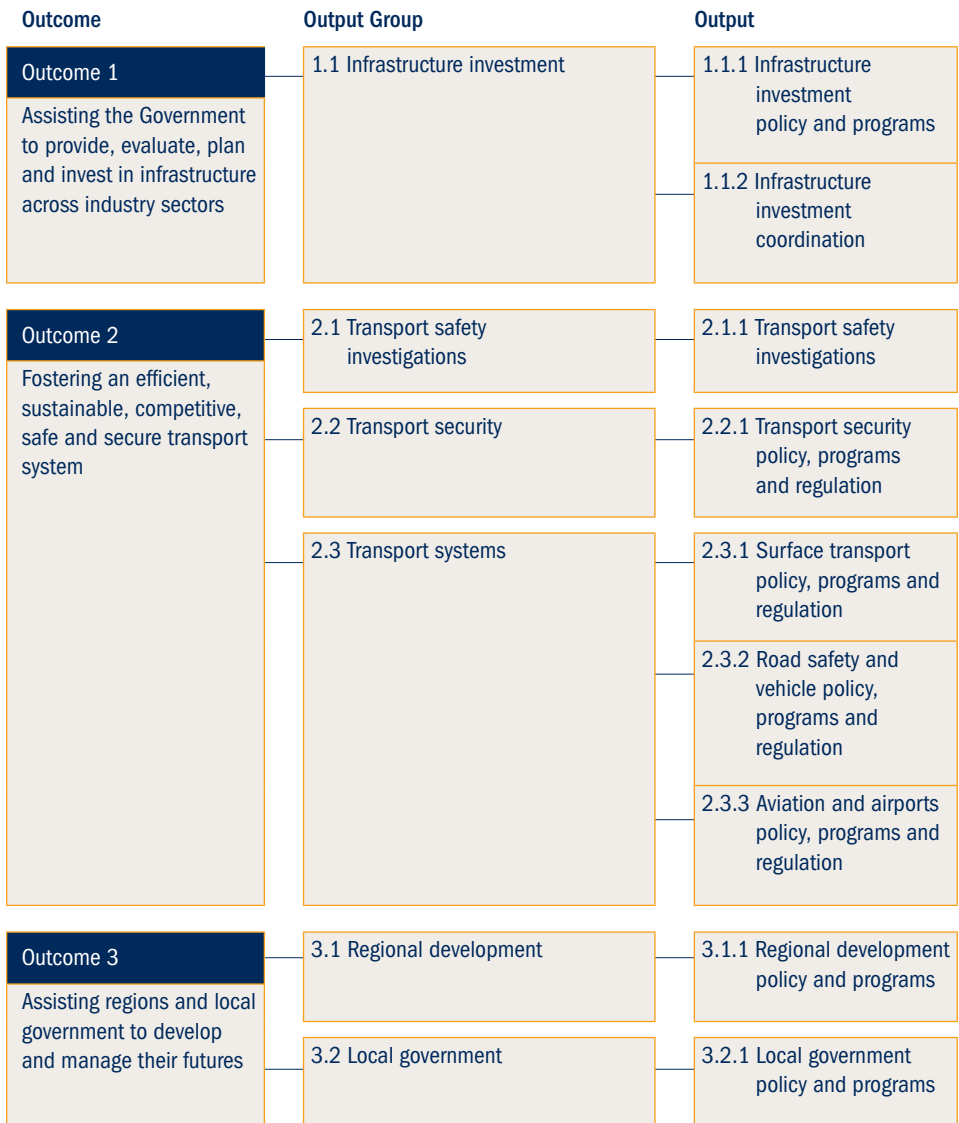 Outcome
Output Group
Output
Outcome 1
Assisting the Government
to provide, evaluate, plan
and invest in infrastructure
across industry sectors
1.1 Infrastructure investment
1.1.1 Infrastructure
investment
policy and programs
1.1.2 Infrastructure
investment
coordination
Outcome 2
Fostering an efficient,
sustainable, competitive,
safe and secure transport
system
2.1 Transport safety
investigations
2.1.1 Transport safety
investigations
2.2 Transport security
2.2.1 Transport security
policy, programs
and regulation
2.3 Transport systems
2.3.1 Surface transport
policy, programs and
regulation
2.3.2 Road safety and
vehicle policy,
programs and
regulation
2.3.3 Aviation and airports
policy, programs and
regulation
Outcome 3
Assisting regions and local
government to develop
and manage their futures
3.1 Regional development
3.1.1 Regional development
policy and programs
3.2 Local government
3.2.1 Local government
policy and programs